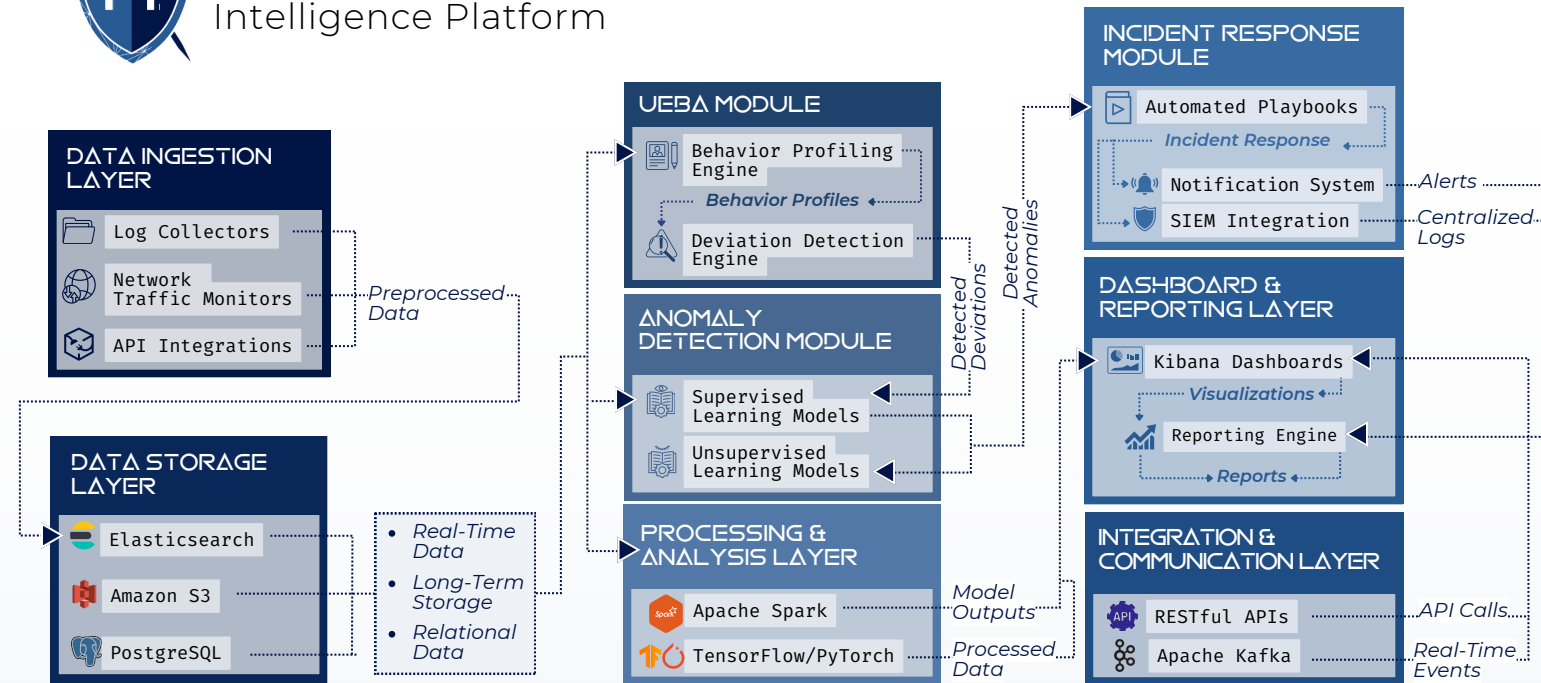 Intelligence Platform
DATA INGESTION
LAYER
Log Collectors
Network
Traffic Monitors
API Integrations
Preprocessed
Data
DATA STORAGE
LAYER
Elasticsearch
Amazon S3
PostgreSQL
• Real-Time
Data
• Long-Term
Storage
• Relational
Data
UEBA MODULE
Behavior Profiling
Engine
Behavior Profiles
Deviation Detection
Engine
Detected
Deviations
ANOMALY
DETECTION MODULE
Supervised
Learning Models
Unsupervised
Learning Models
Detected
Anomalies
PROCESSING &
ANALYSIS LAYER
Spark
Apache Spark
Model
Outputs
TensorFlow/PyTorch
Processed
Data
INCIDENT RESPONSE
MODULE
Automated Playbooks
Incident Response
Notification System
Alerts
SIEM Integration
Centralized
Logs
DASHBOARD &
REPORTING LAYER
Kibana Dashboards
Visualizations
Reporting Engine
Reports
INTEGRATION &
COMMUNICATION LAYER
API
RESTful APIs
API Calls
Apache Kafka
Real-Time
Events